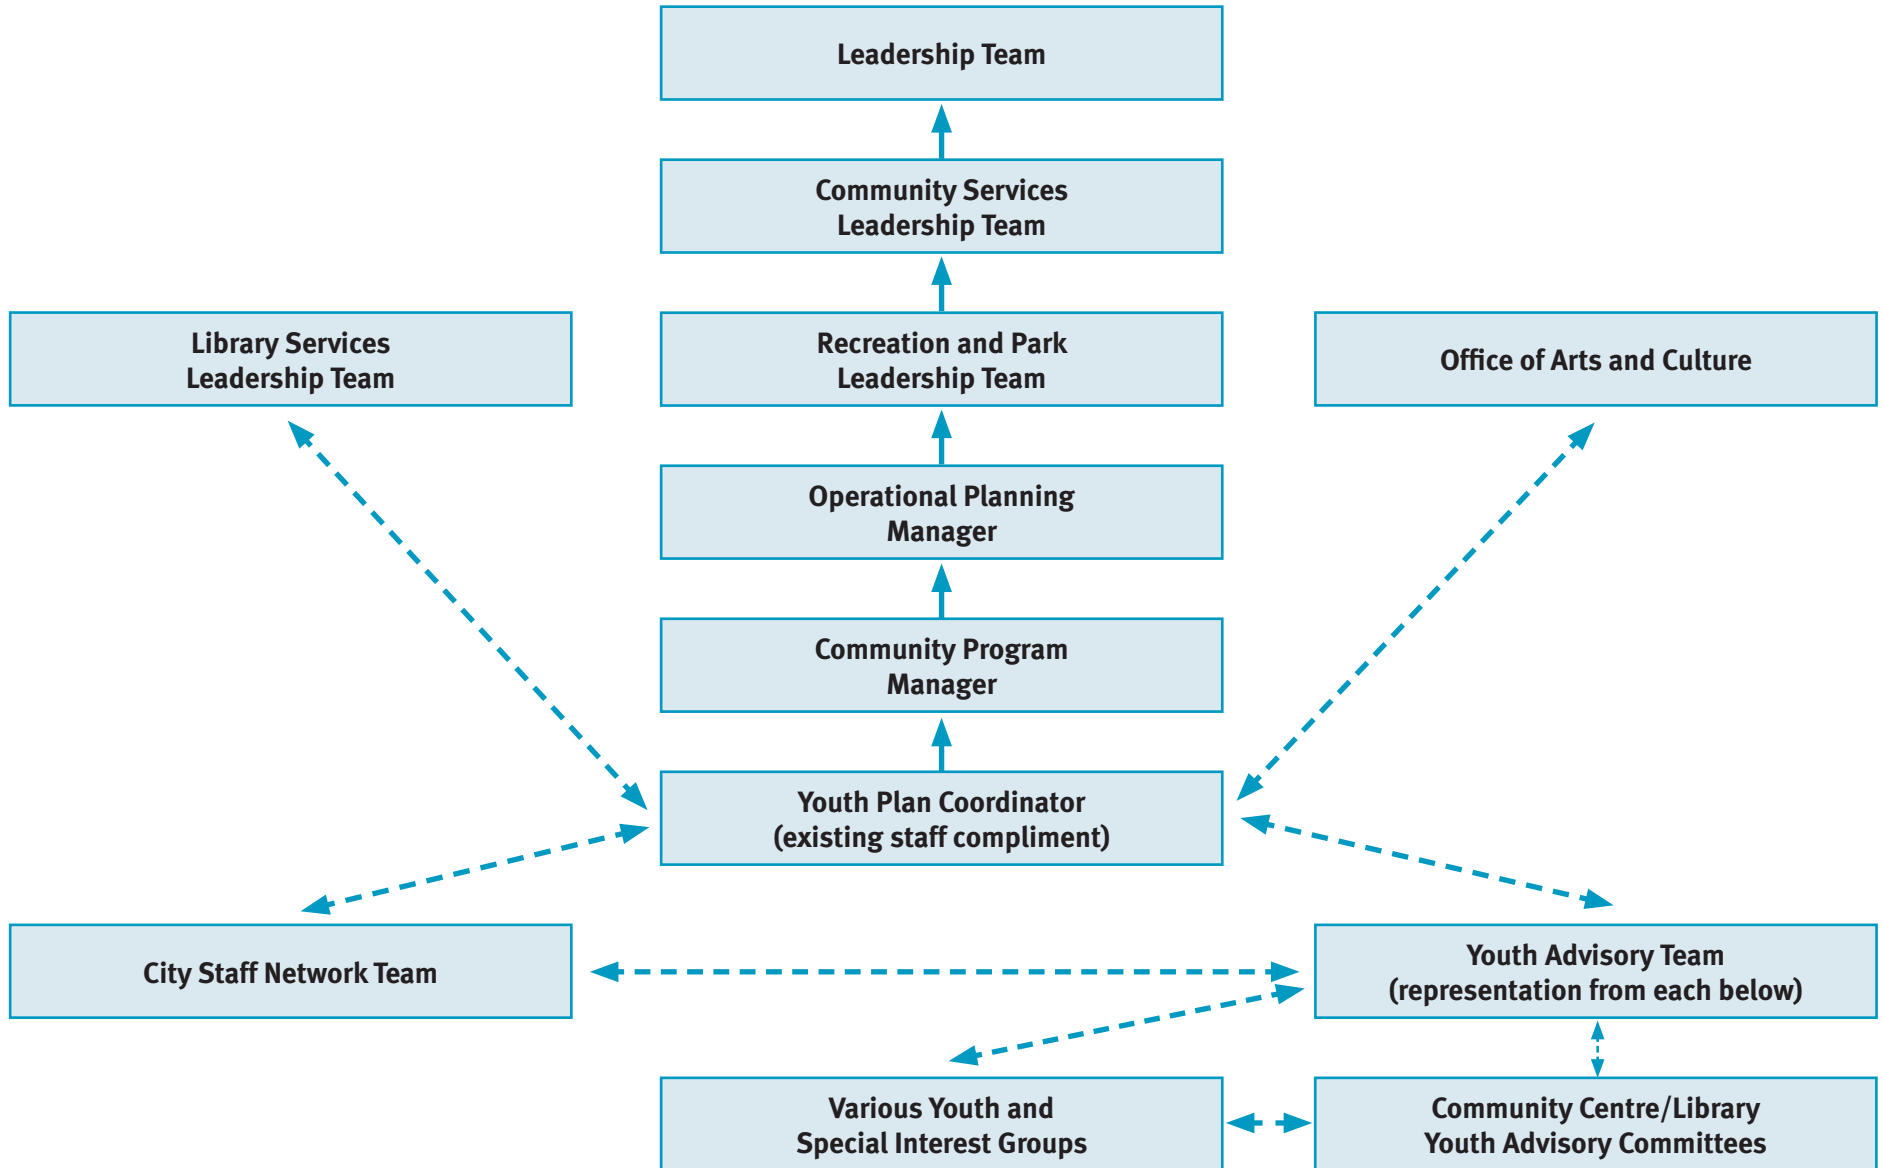 Leadership Team
Community Services
Leadership Team
Library Services
Leadership Team
Recreation and Park
Leadership Team
Office of Arts and Culture
Operational Planning
Manager
Community Program
Manager
Youth Plan Coordinator
(existing staff compliment)
City Staff Network Team
Youth Advisory Team
(representation from each below)
Various Youth and
Special Interest Groups
Community Centre/Library
Youth Advisory Committees